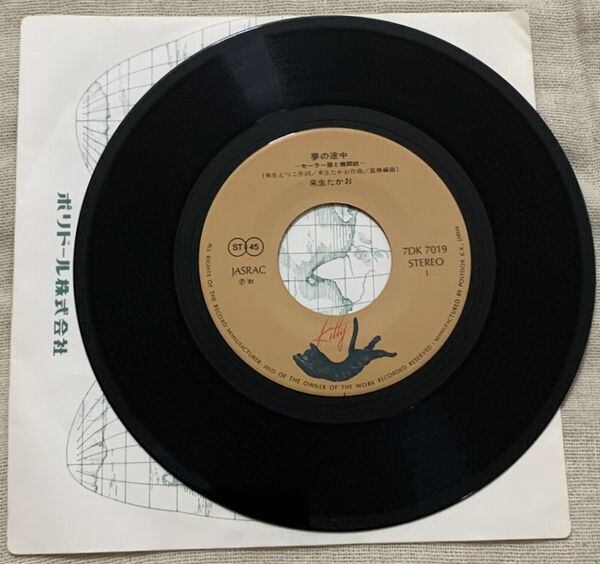 夢の途中
―セーラー服と機関銃―
(来生えつこ作詞/来生たかお作曲/星勝編曲)
来生たかお
ST 45
JASRAC
Ⓟ '81
7DK 7019
STEREO
1
Kitty
ALL RIGHTS OF THE RECORD MANUFACTURER AND OF THE OWNER OF THE WORK RECORDED RESERVED • MANUFACTURED BY POLYDOR K.K., JAPAN
ポリドール株式会社